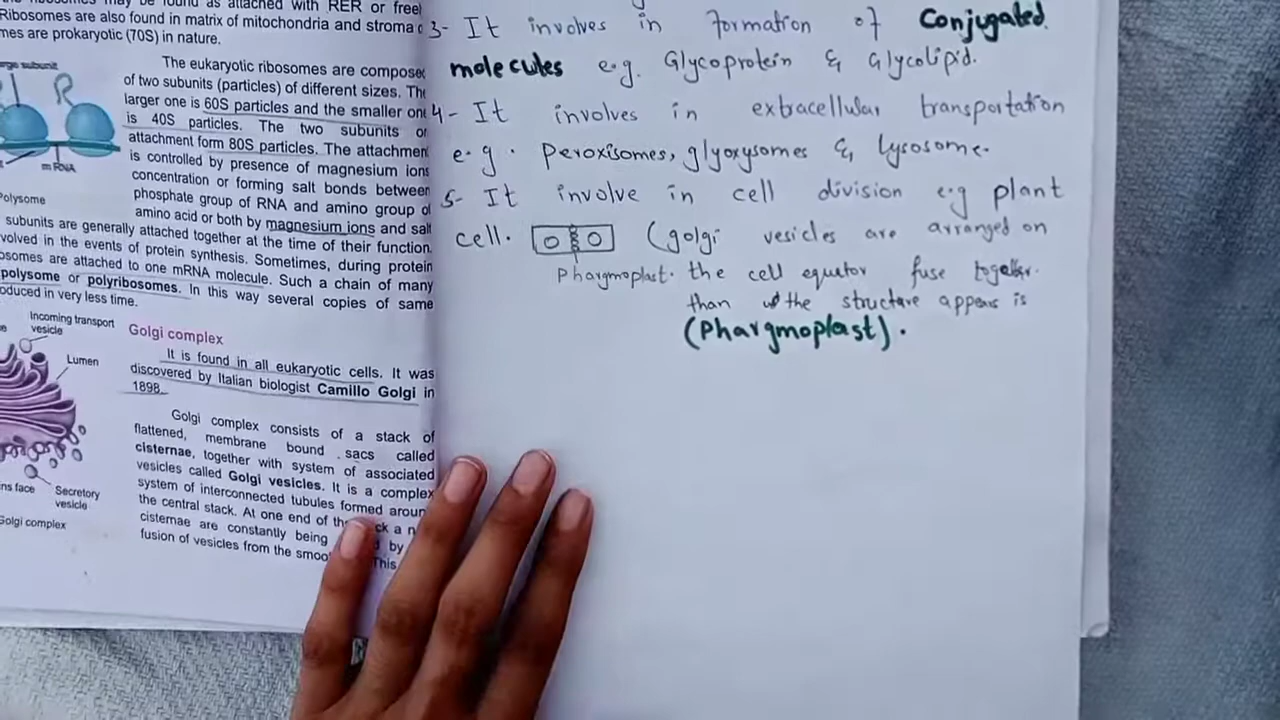 Ribosomes are also found in matrix of mitochondria and stroma
mes are prokaryotic (70S) in nature.
subunit
mRNA
Polysome
The eukaryotic ribosomes are compose
of two subunits (particles) of different sizes. The
larger one is 60S particles and the smaller one
is 40S particles. The two subunits or
attachment form 80S particles. The attachmen
is controlled by presence of magnesium ions
concentration or forming salt bonds between
phosphate group of RNA and amino group of
amino acid or both by magnesium ions and sal
subunits are generally attached together at the time of their function.
volved in the events of protein synthesis. Sometimes, during protein
osomes are attached to one mRNA molecule. Such a chain of many
polysome or polyribosomes. In this way several copies of same
oduced in very less time.
Incoming transport
vesicle
Lumen
ns face
Secretory
vesicle
Golgi complex
Golgi complex
It is found in all eukaryotic cells. It was
discovered by Italian biologist Camillo Golgi in
1898.
Golgi complex consists of a stack of
flattened, membrane bound sacs called
cisternae, together with system of associated
vesicles called Golgi vesicles. It is a complex
system of interconnected tubules formed aroun
the central stack. At one end of the ck a n
cisternae are constantly being by
fusion of vesicles from the smoo This
3- It involves in formation of Conjugated
molecules e.g. Glycoprotein & Glycolipid.
4- It involves in extracellular transportation
e.g. peroxisomes, glyoxysomes & lysosome.
5- It involve in cell division e.g plant
cell. (golgi vesicles are arranged on
Phargmoplast. the cell equator fuse together.
than the structure appears is
(Phargmoplast).